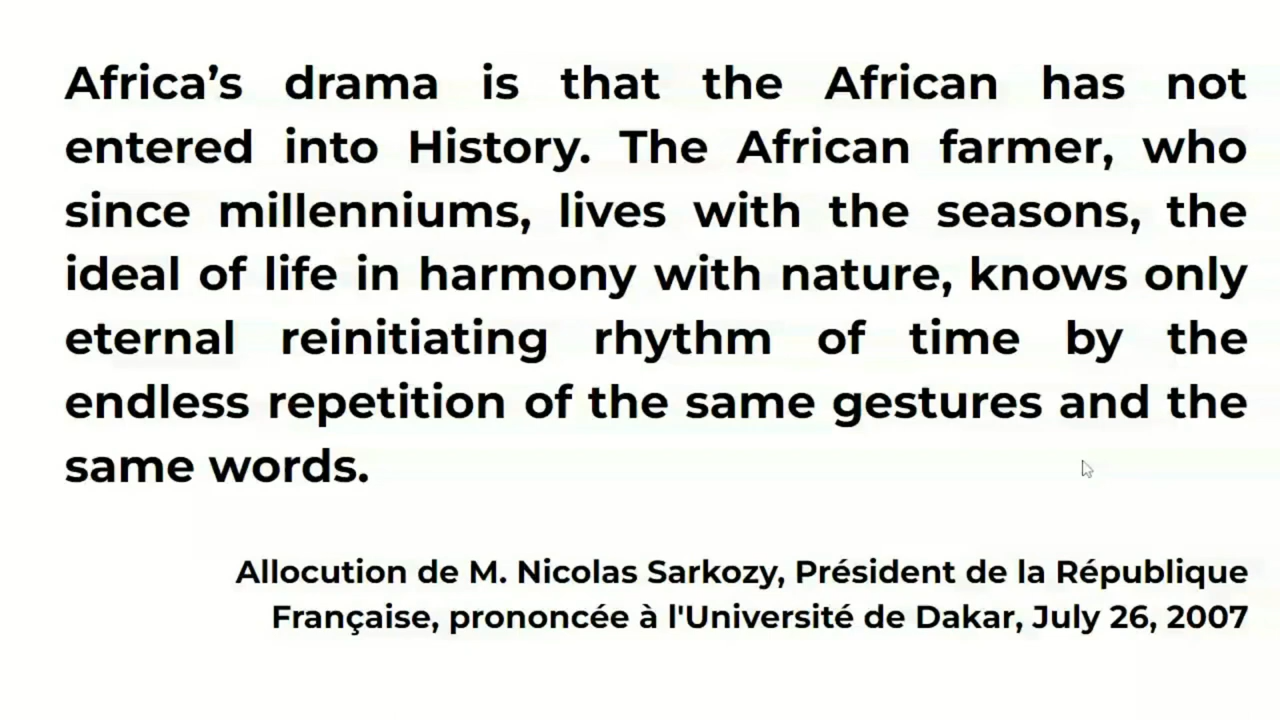 Africa’s drama is that the African has not
entered into History. The African farmer, who
since millenniums, lives with the seasons, the
ideal of life in harmony with nature, knows only
eternal reinitiating rhythm of time by the
endless repetition of the same gestures and the
same words.
Allocution de M. Nicolas Sarkozy, Président de la République
Française, prononcée à l'Université de Dakar, July 26, 2007